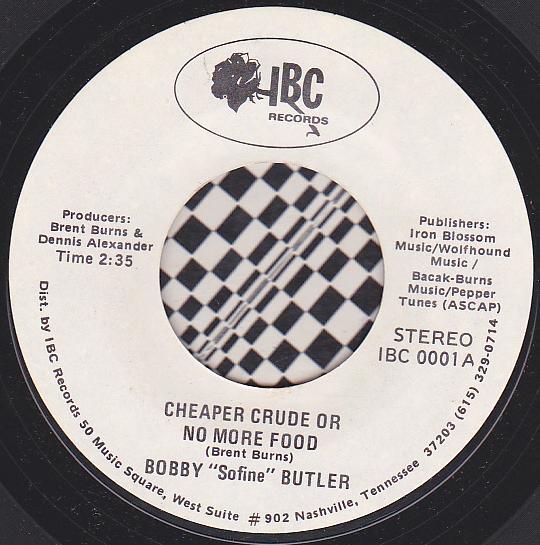 IBC
RECORDS
Producers:
Brent Burns &
Dennis Alexander
Time 2:35
Publishers:
Iron Blossom
Music/Wolfhound
Music /
Bacak-Burns
Music/Pepper
Tunes (ASCAP)
STEREO
IBC 0001A
CHEAPER CRUDE OR
NO MORE FOOD
(Brent Burns)
BOBBY "Sofine" BUTLER
Dist. by IBC Records 50 Music Square, West Suite # 902 Nashville, Tennessee 37203 (615) 329-0714